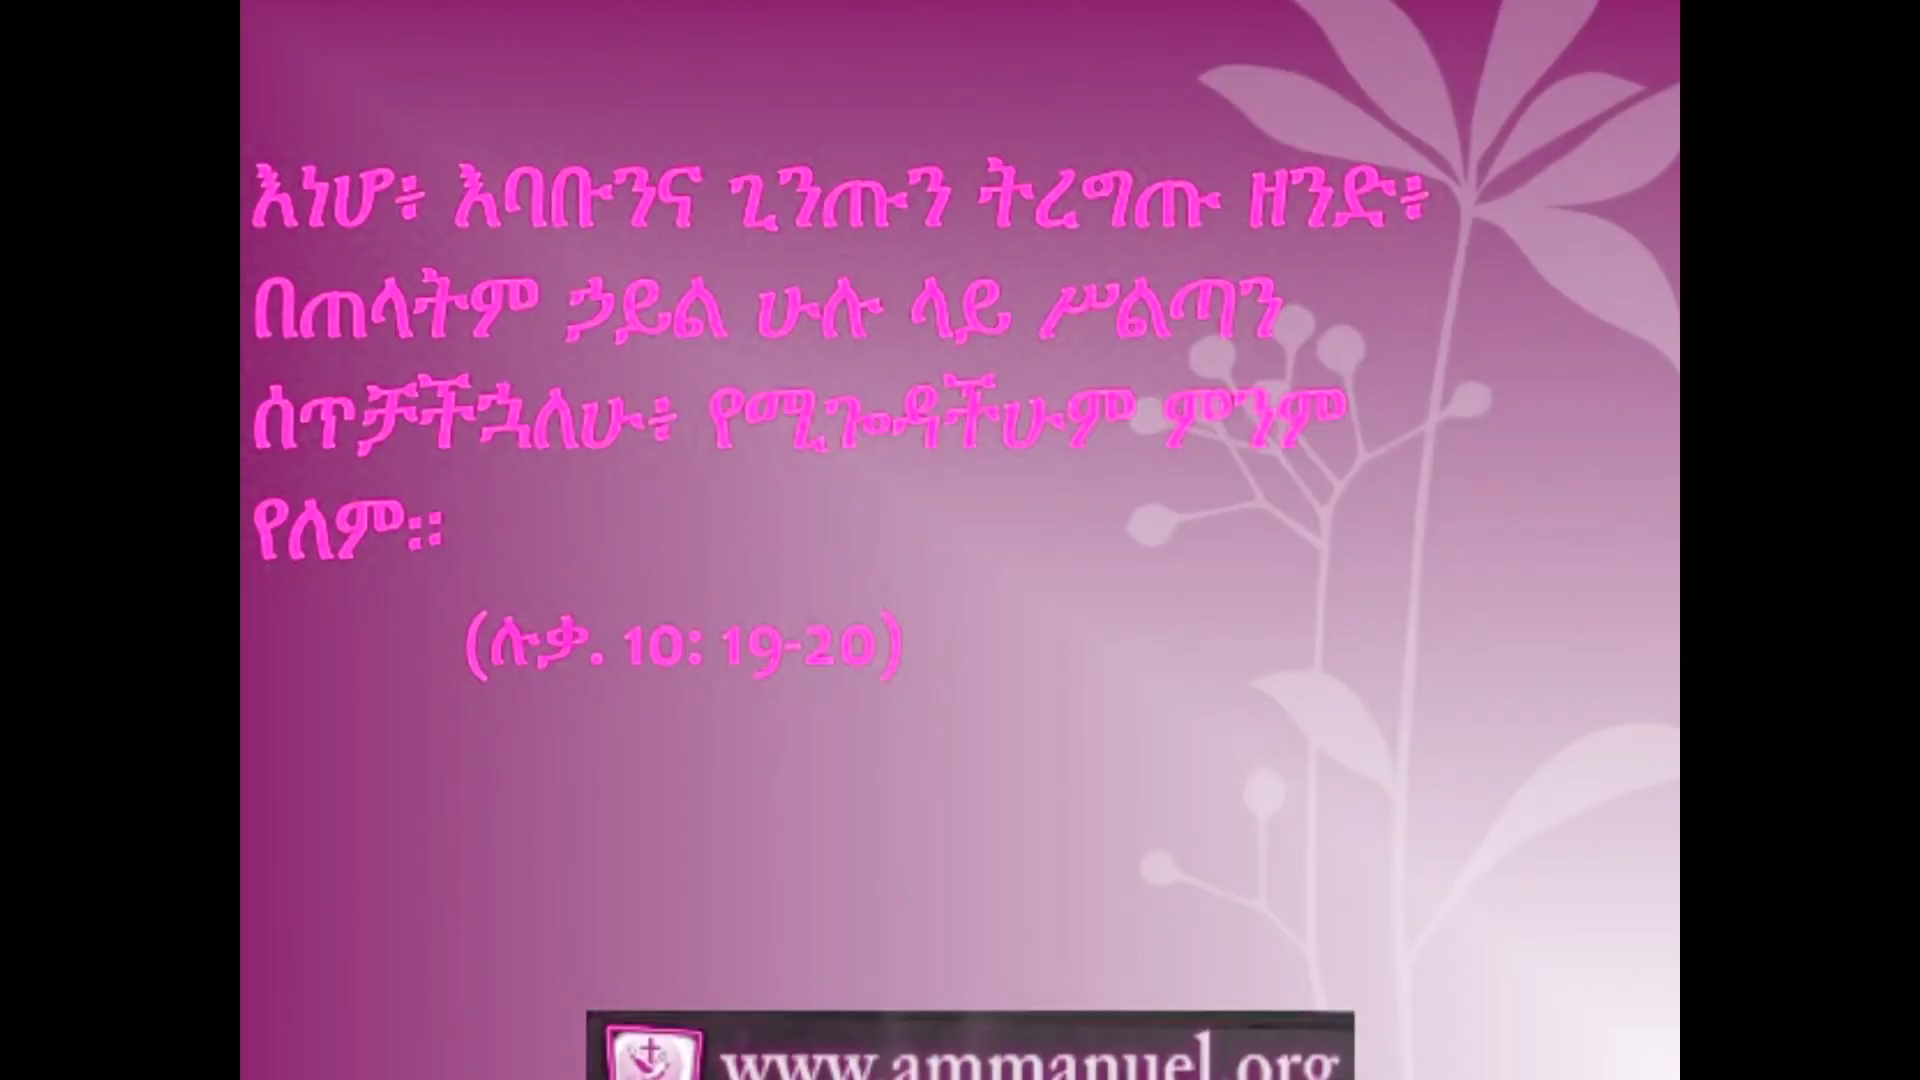 እነሆ፥ እባቡንና ጊንጡን ትረግጡ ዘንድ፥
በጠላትም ኃይል ሁሉ ላይ ሥልጣን
ሰጥቻችኋለሁ፥ የሚጐዳችሁም ምንም
የለም።
(ሉቃ. 10: 19-20)
www.ammanuel.org